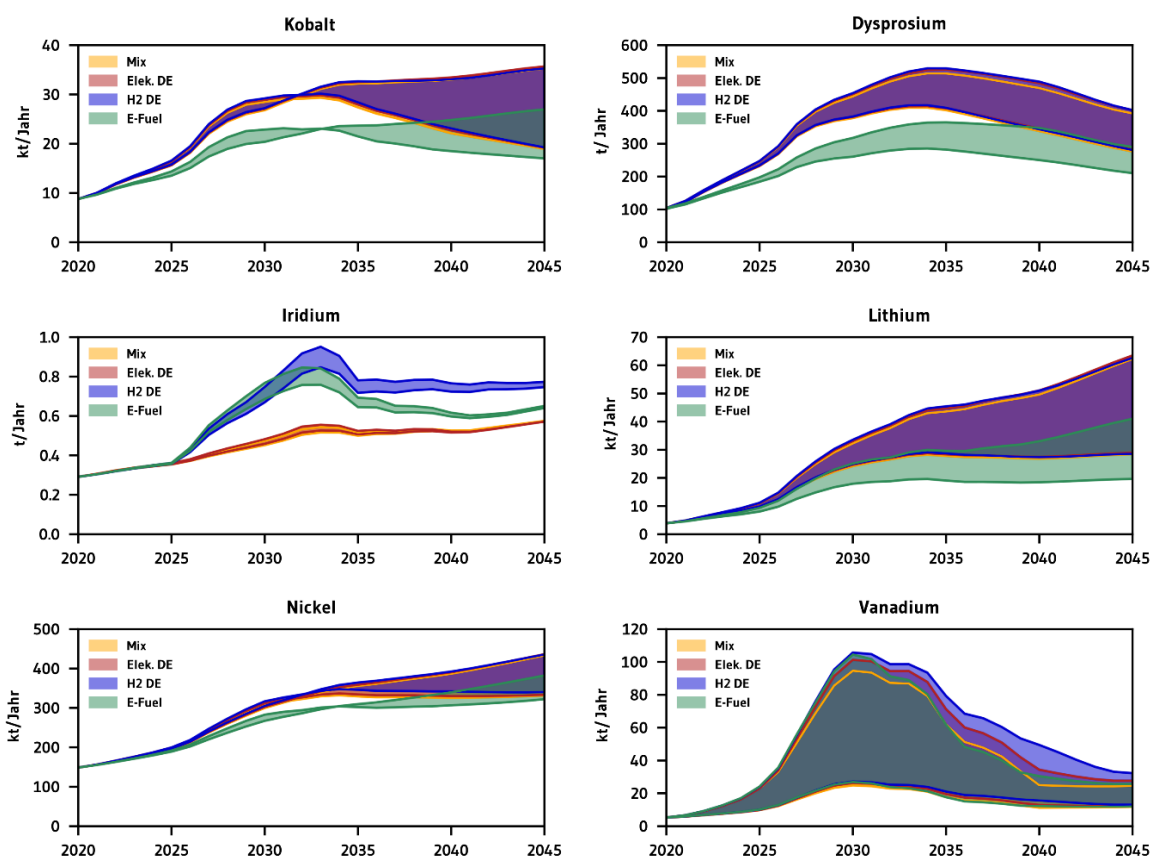 Kobalt
kt/Jahr
40
30
20
10
0
Mix
Elek. DE
H2 DE
E-Fuel
2020 2025 2030 2035 2040 2045
Dysprosium
t/Jahr
600
500
400
300
200
100
0
Mix
Elek. DE
H2 DE
E-Fuel
2020 2025 2030 2035 2040 2045
Iridium
t/Jahr
1.0
0.8
0.6
0.4
0.2
0.0
Mix
Elek. DE
H2 DE
E-Fuel
2020 2025 2030 2035 2040 2045
Lithium
kt/Jahr
70
60
50
40
30
20
10
0
Mix
Elek. DE
H2 DE
E-Fuel
2020 2025 2030 2035 2040 2045
Nickel
kt/Jahr
500
400
300
200
100
0
Mix
Elek. DE
H2 DE
E-Fuel
2020 2025 2030 2035 2040 2045
Vanadium
kt/Jahr
120
100
80
60
40
20
0
Mix
Elek. DE
H2 DE
E-Fuel
2020 2025 2030 2035 2040 2045